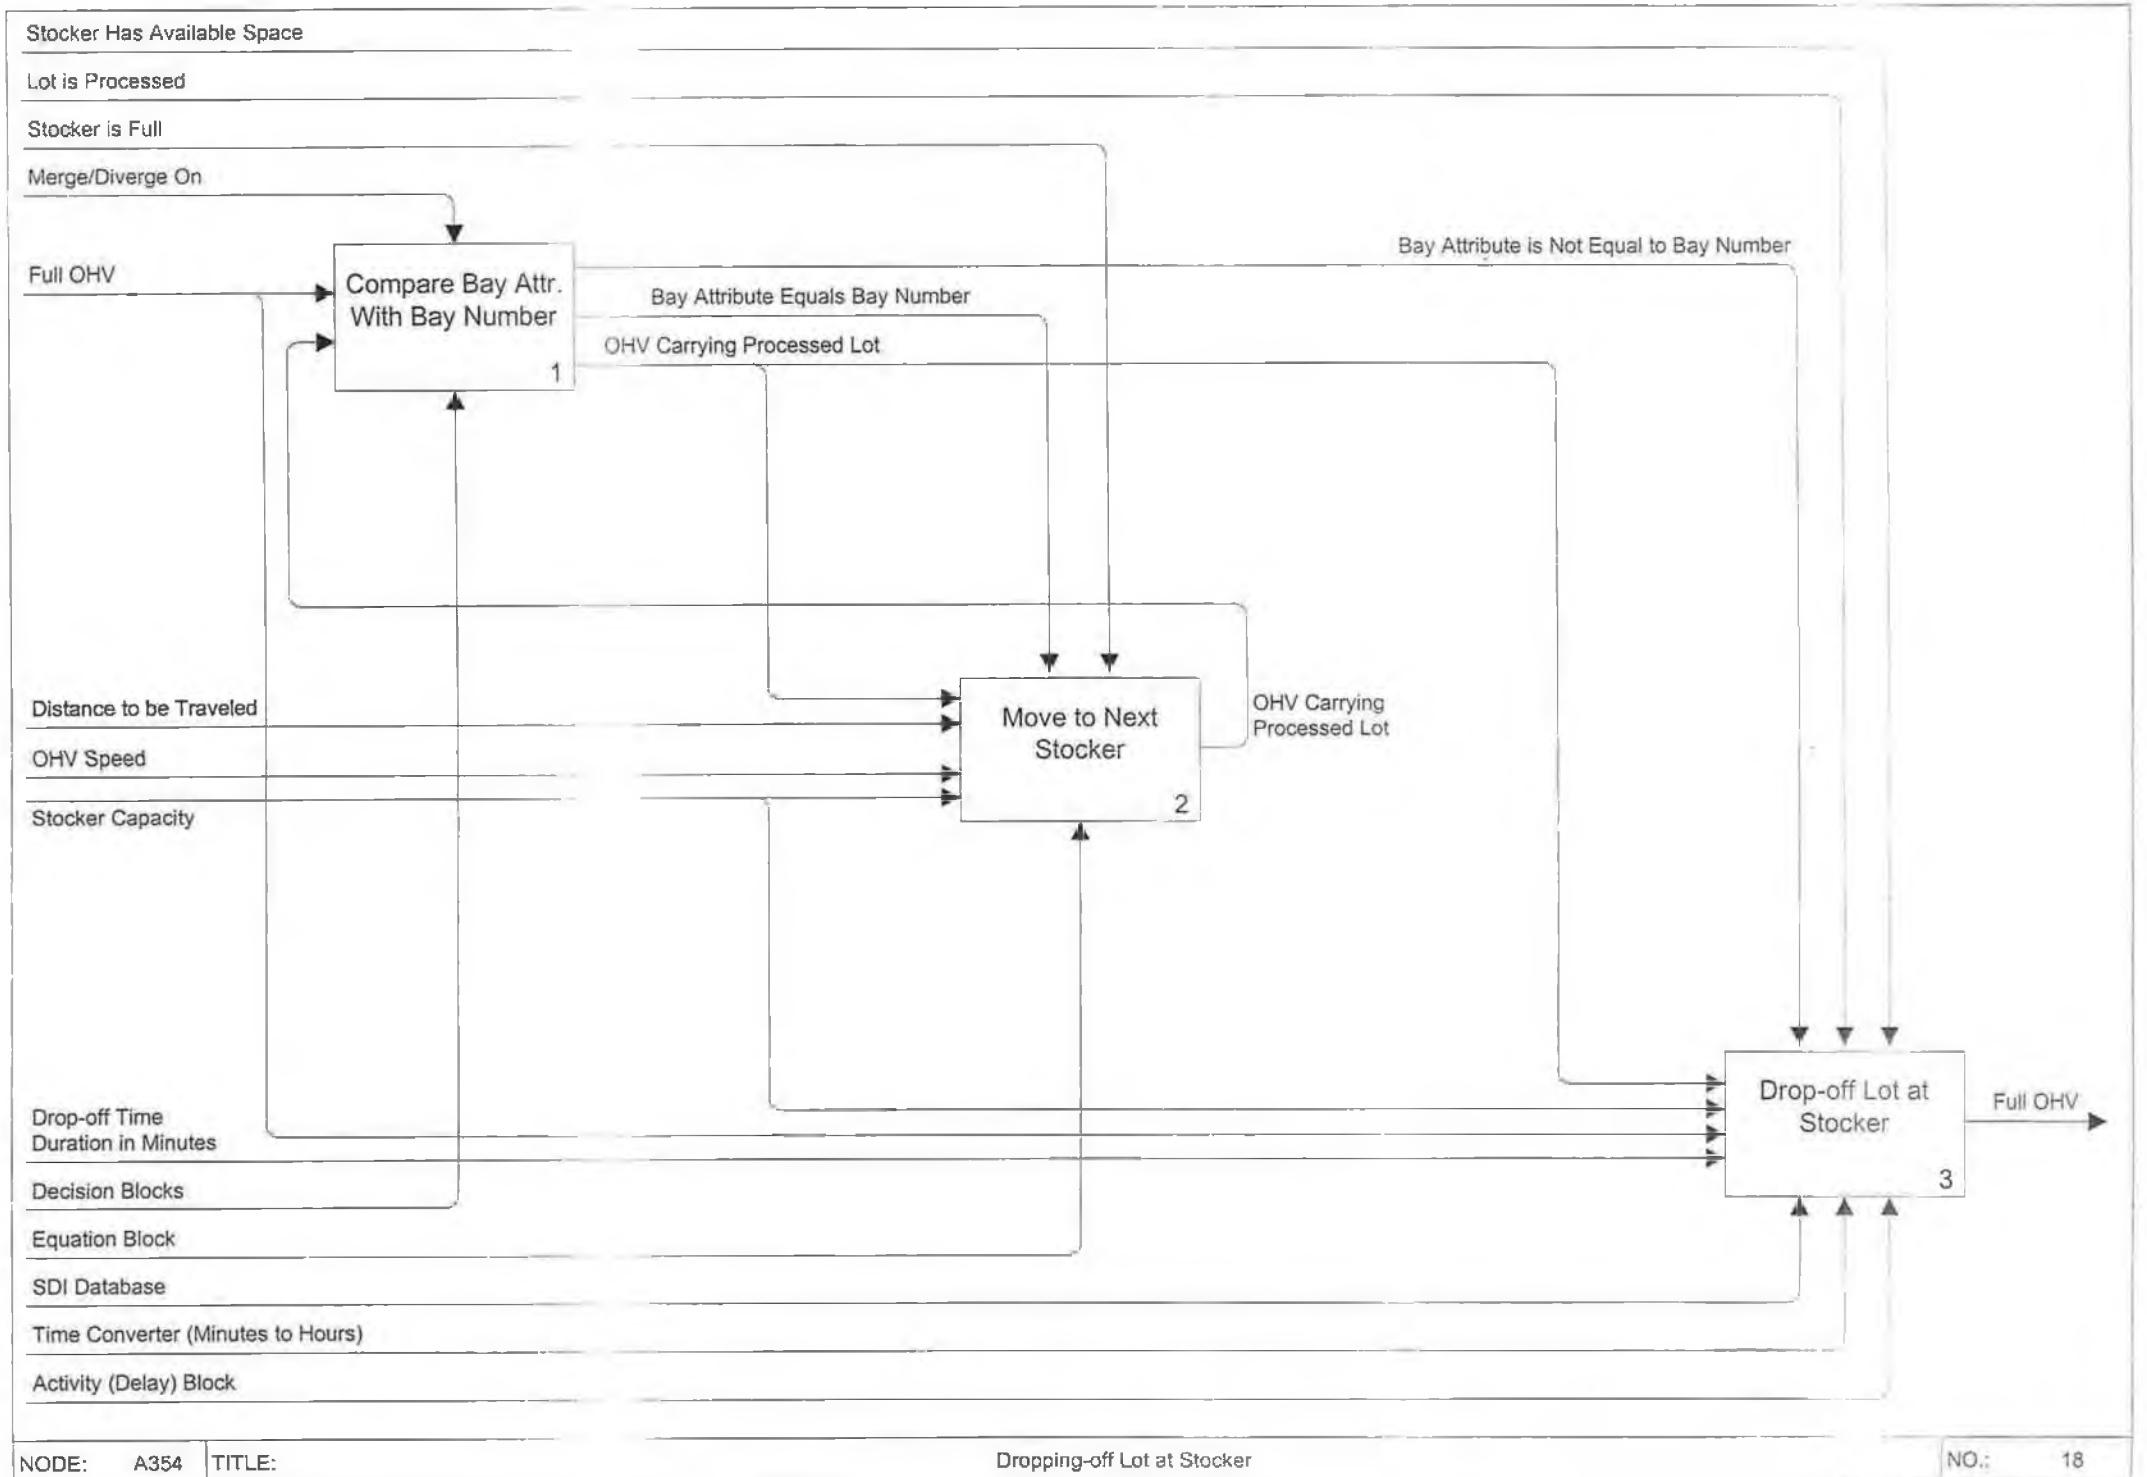 Stocker Has Available Space
Lot is Processed
Stocker is Full
Merge/Diverge On
Bay Attribute is Not Equal to Bay Number
Full OHV
Compare Bay Attr.
With Bay Number
1
Bay Attribute Equals Bay Number
OHV Carrying Processed Lot
Distance to be Traveled
OHV Speed
Stocker Capacity
Move to Next
Stocker
2
OHV Carrying
Processed Lot
Drop-off Time
Duration in Minutes
Drop-off Lot at
Stocker
3
Full OHV
Decision Blocks
Equation Block
SDI Database
Time Converter (Minutes to Hours)
Activity (Delay) Block
NODE: A354 TITLE: Dropping-off Lot at Stocker NO.: 18